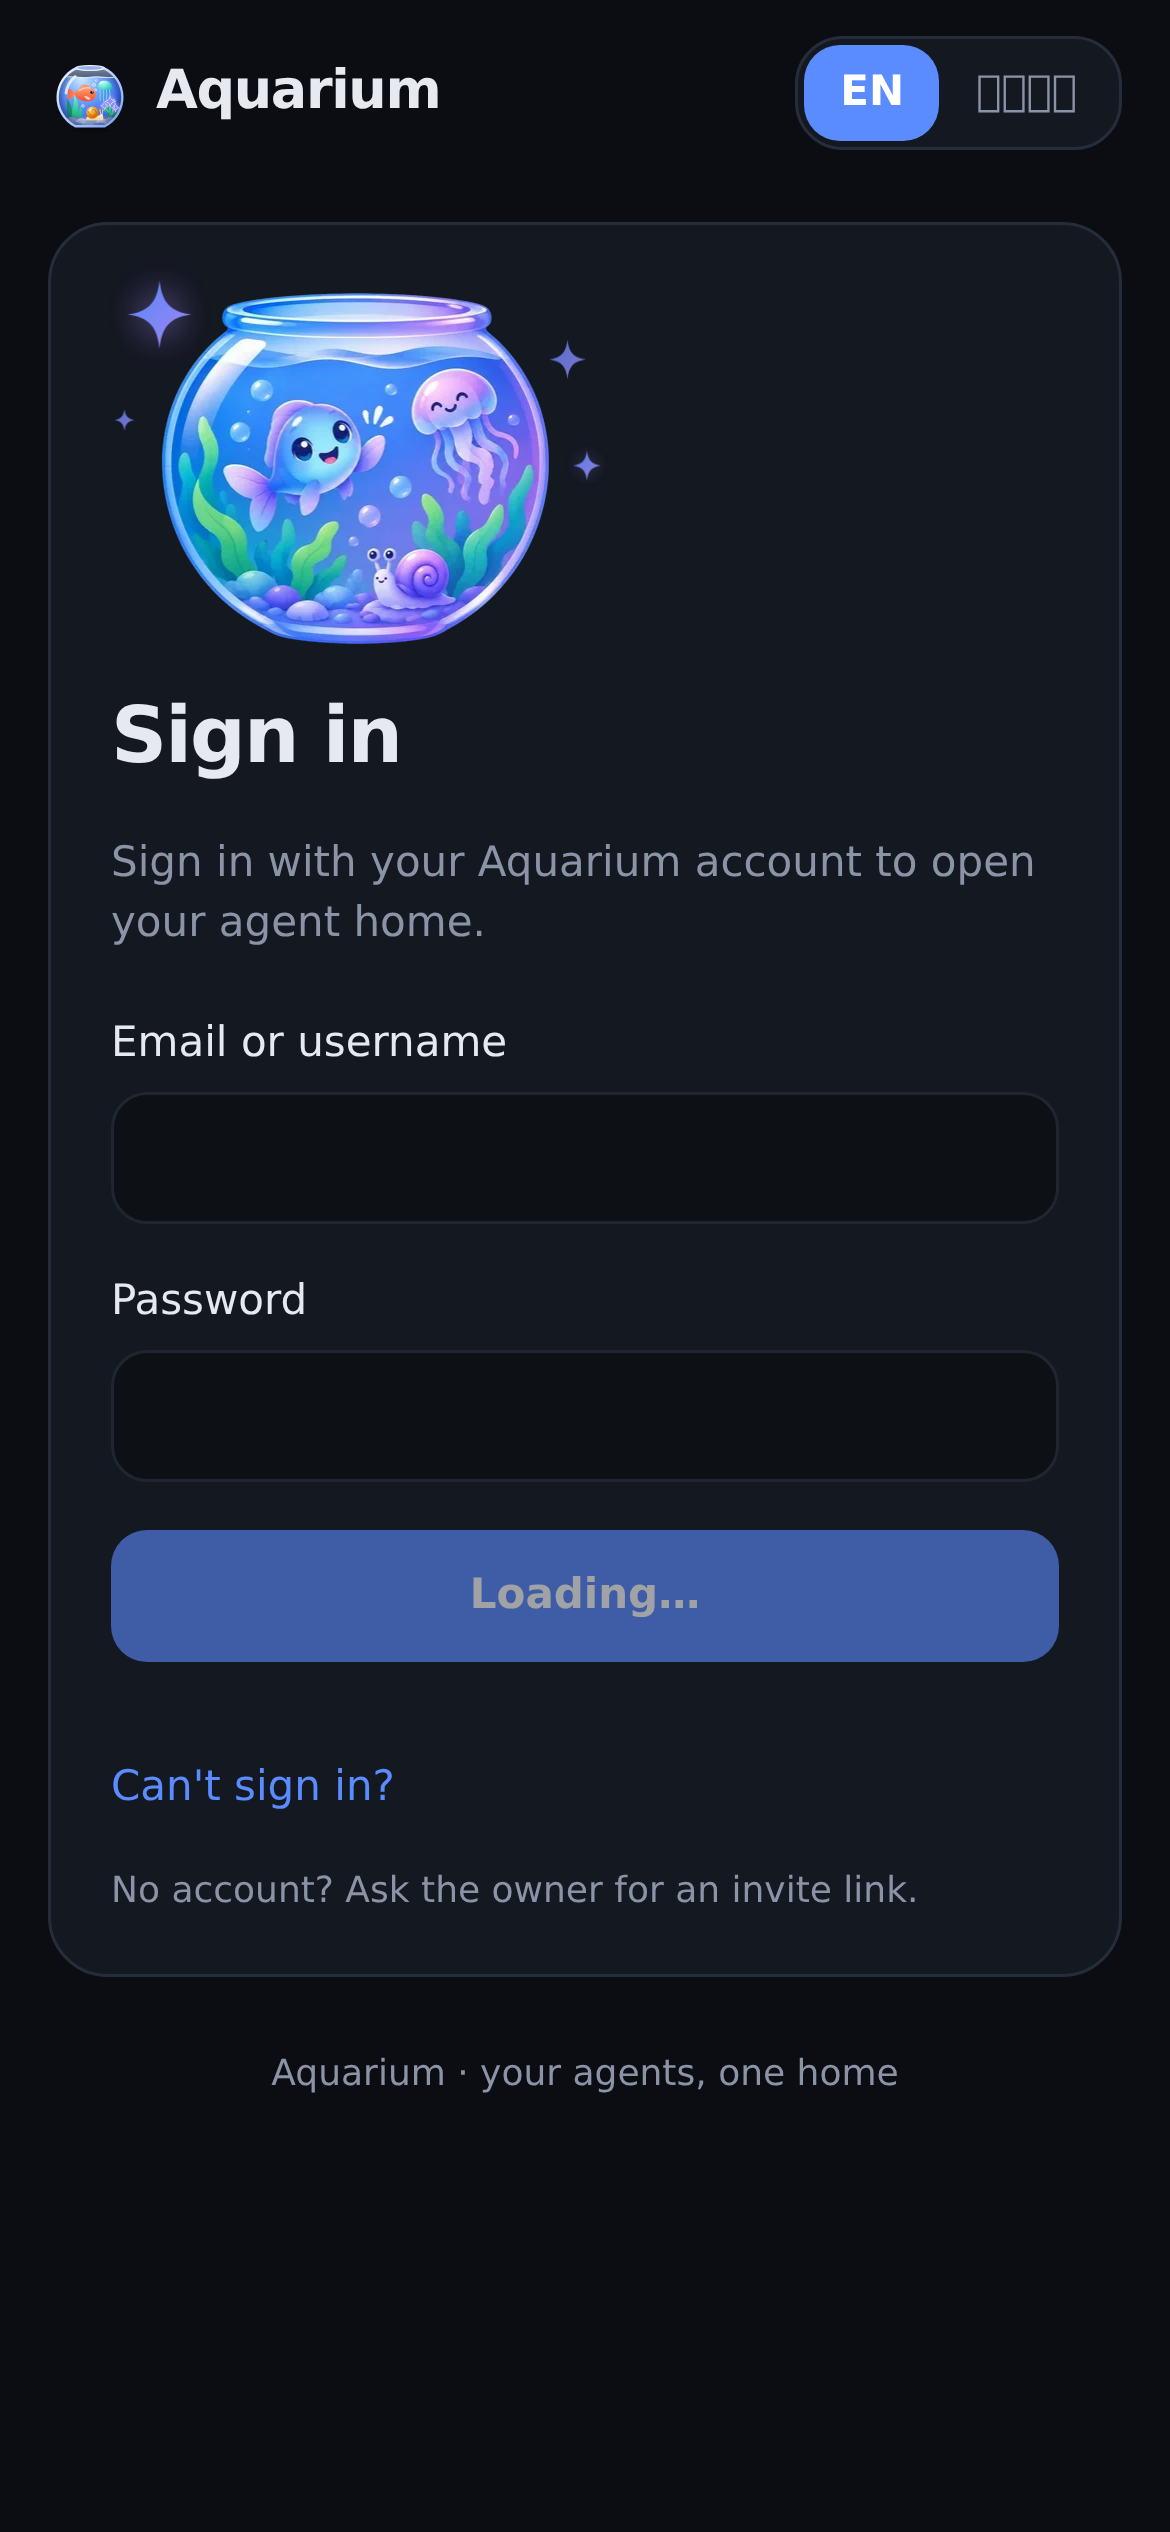 Aquarium
EN
Sign in
Sign in with your Aquarium account to open
your agent home.
Email or username
Password
Loading…
Can't sign in?
No account? Ask the owner for an invite link.
Aquarium · your agents, one home